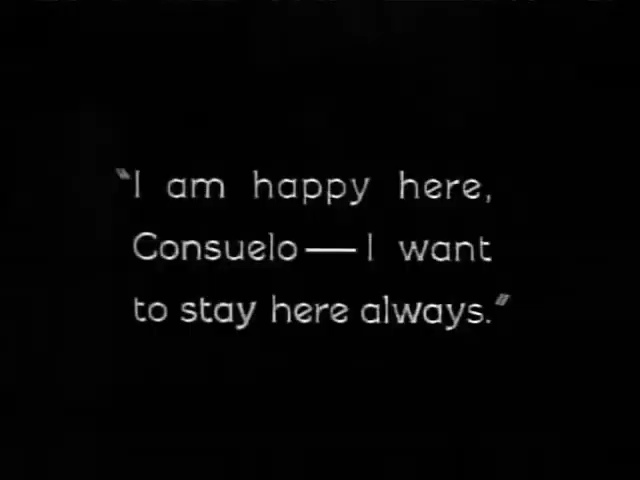 "I am happy here,
Consuelo — I want
to stay here always."